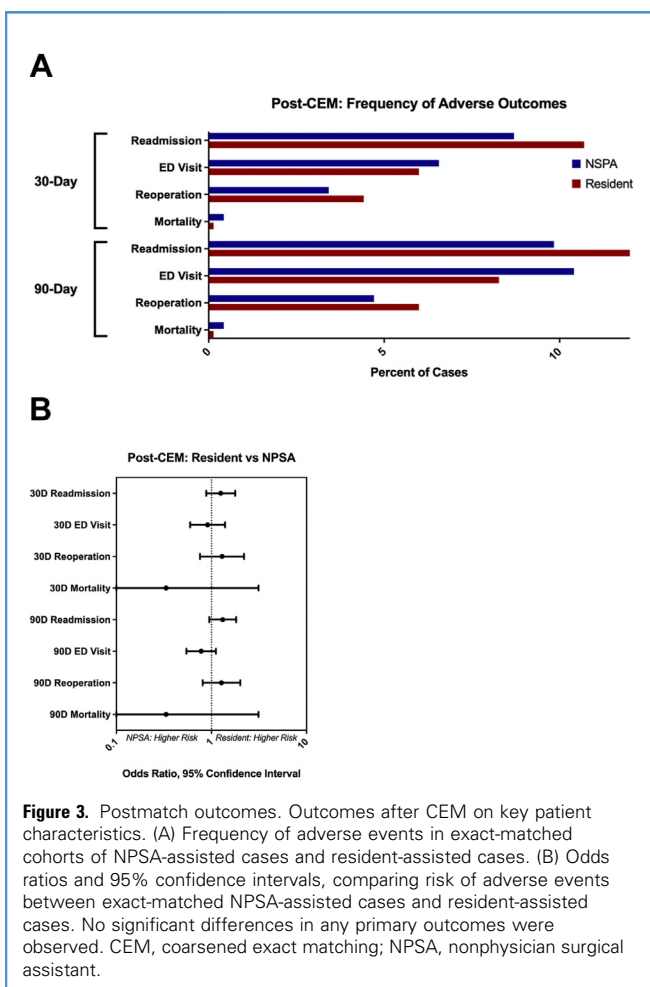 A
Post-CEM: Frequency of Adverse Outcomes
30-Day
Readmission
ED Visit
Reoperation
Mortality
90-Day
Readmission
ED Visit
Reoperation
Mortality
NSPA
Resident
0
5
10
Percent of Cases
B
Post-CEM: Resident vs NPSA
30D Readmission
30D ED Visit
30D Reoperation
30D Mortality
90D Readmission
90D ED Visit
90D Reoperation
90D Mortality
NPSA: Higher Risk
Resident: Higher Risk
0.1
1
10
Odds Ratio, 95% Confidence Interval
Figure 3. Postmatch outcomes. Outcomes after CEM on key patient
characteristics. (A) Frequency of adverse events in exact-matched
cohorts of NPSA-assisted cases and resident-assisted cases. (B) Odds
ratios and 95% confidence intervals, comparing risk of adverse events
between exact-matched NPSA-assisted cases and resident-assisted
cases. No significant differences in any primary outcomes were
observed. CEM, coarsened exact matching; NPSA, nonphysician surgical
assistant.